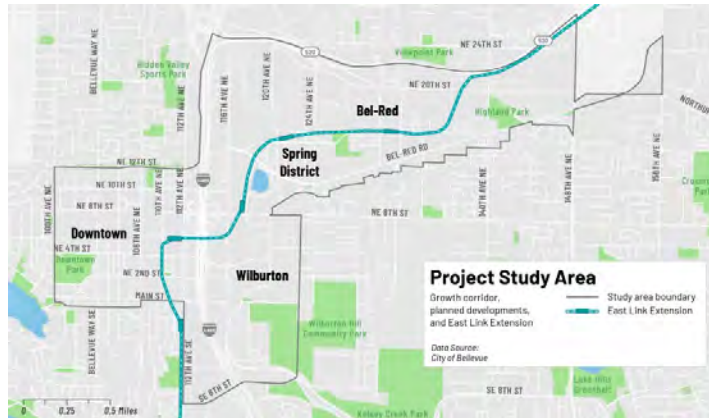 BELLEVUE WAY NE
Hidden Valley
Sports Park
112TH AVE NE
116TH AVE NE
120TH AVE NE
124TH AVE NE
520
Viewpoint Park
NE 24TH ST
520
NE 20TH ST
Highland Park
Bel-Red
Spring
District
BEL-RED RD
140TH AVE NE
148TH AVE NE
156TH AVE NE
NE 12TH ST
NE 10TH ST
NE 8TH ST
100TH AVE NE
108TH AVE NE
110TH AVE NE
112TH AVE NE
NE 8TH ST
Downtown
NE 4TH ST
Downtown
Park
NE 2ND ST
MAIN ST
Wilburton
BELLEVUE WAY SE
112TH AVE SE
Wilburton Hill
Community Park
SE 8TH ST
Kelsey Creek Park
Lake Hills
Greenbelt
Project Study Area
Growth corridor,
planned developments,
and East Link Extension
Study area boundary
East Link Extension
Data Source:
City of Bellevue
0 0.25 0.5 Miles